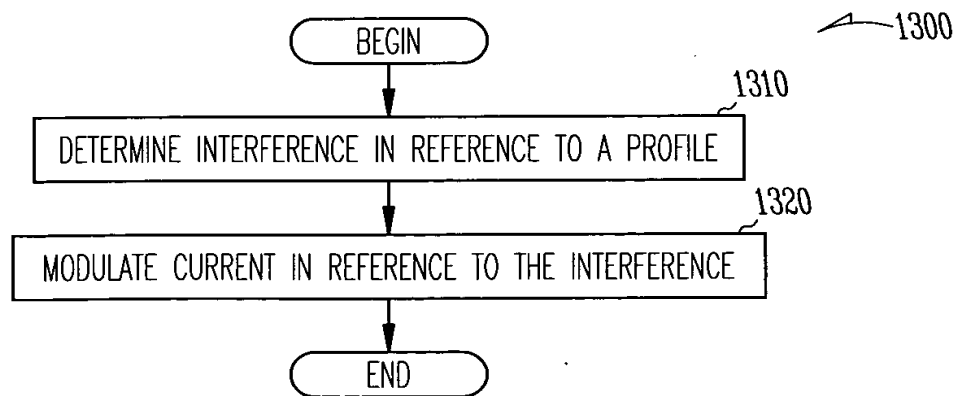 BEGIN
1300
1310
DETERMINE INTERFERENCE IN REFERENCE TO A PROFILE
1320
MODULATE CURRENT IN REFERENCE TO THE INTERFERENCE
END